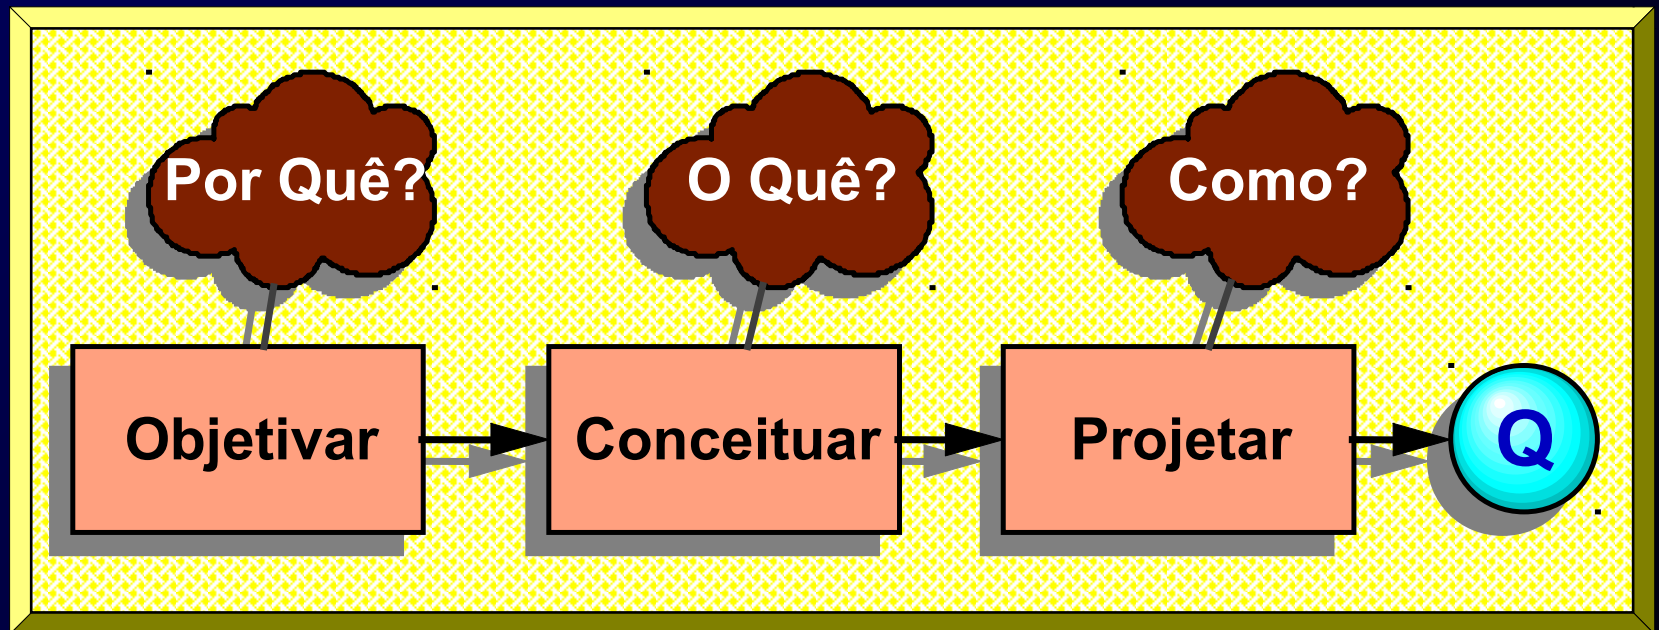 Por Quê?
O Quê?
Como?
Objetivar
Conceituar
Projetar
Q